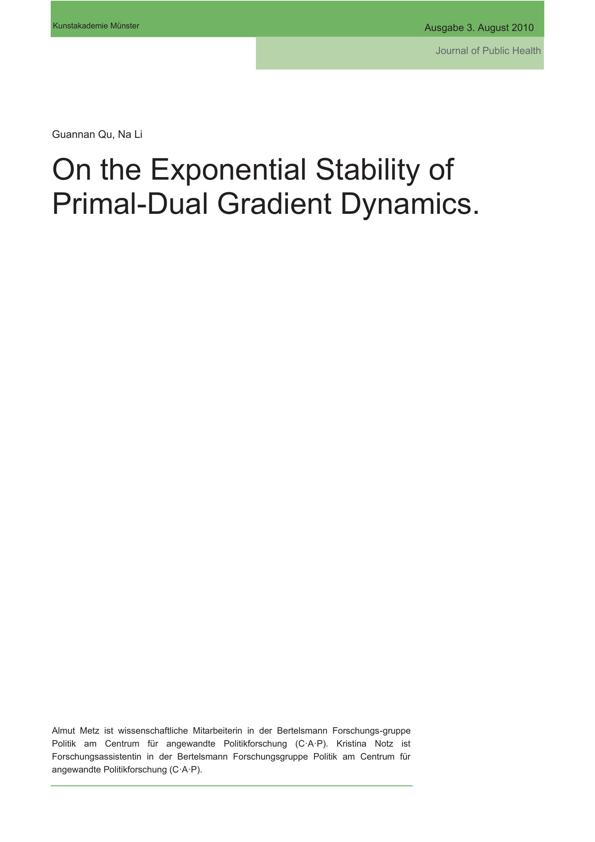 Kunstakademie Münster
Ausgabe 3. August 2010
Journal of Public Health
Guannan Qu, Na Li
On the Exponential Stability of
Primal-Dual Gradient Dynamics.
Almut Metz ist wissenschaftliche Mitarbeiterin in der Bertelsmann Forschungs-gruppe
Politik am Centrum für angewandte Politikforschung (C·A·P). Kristina Notz ist
Forschungsassistentin in der Bertelsmann Forschungsgruppe Politik am Centrum für
angewandte Politikforschung (C·A·P).